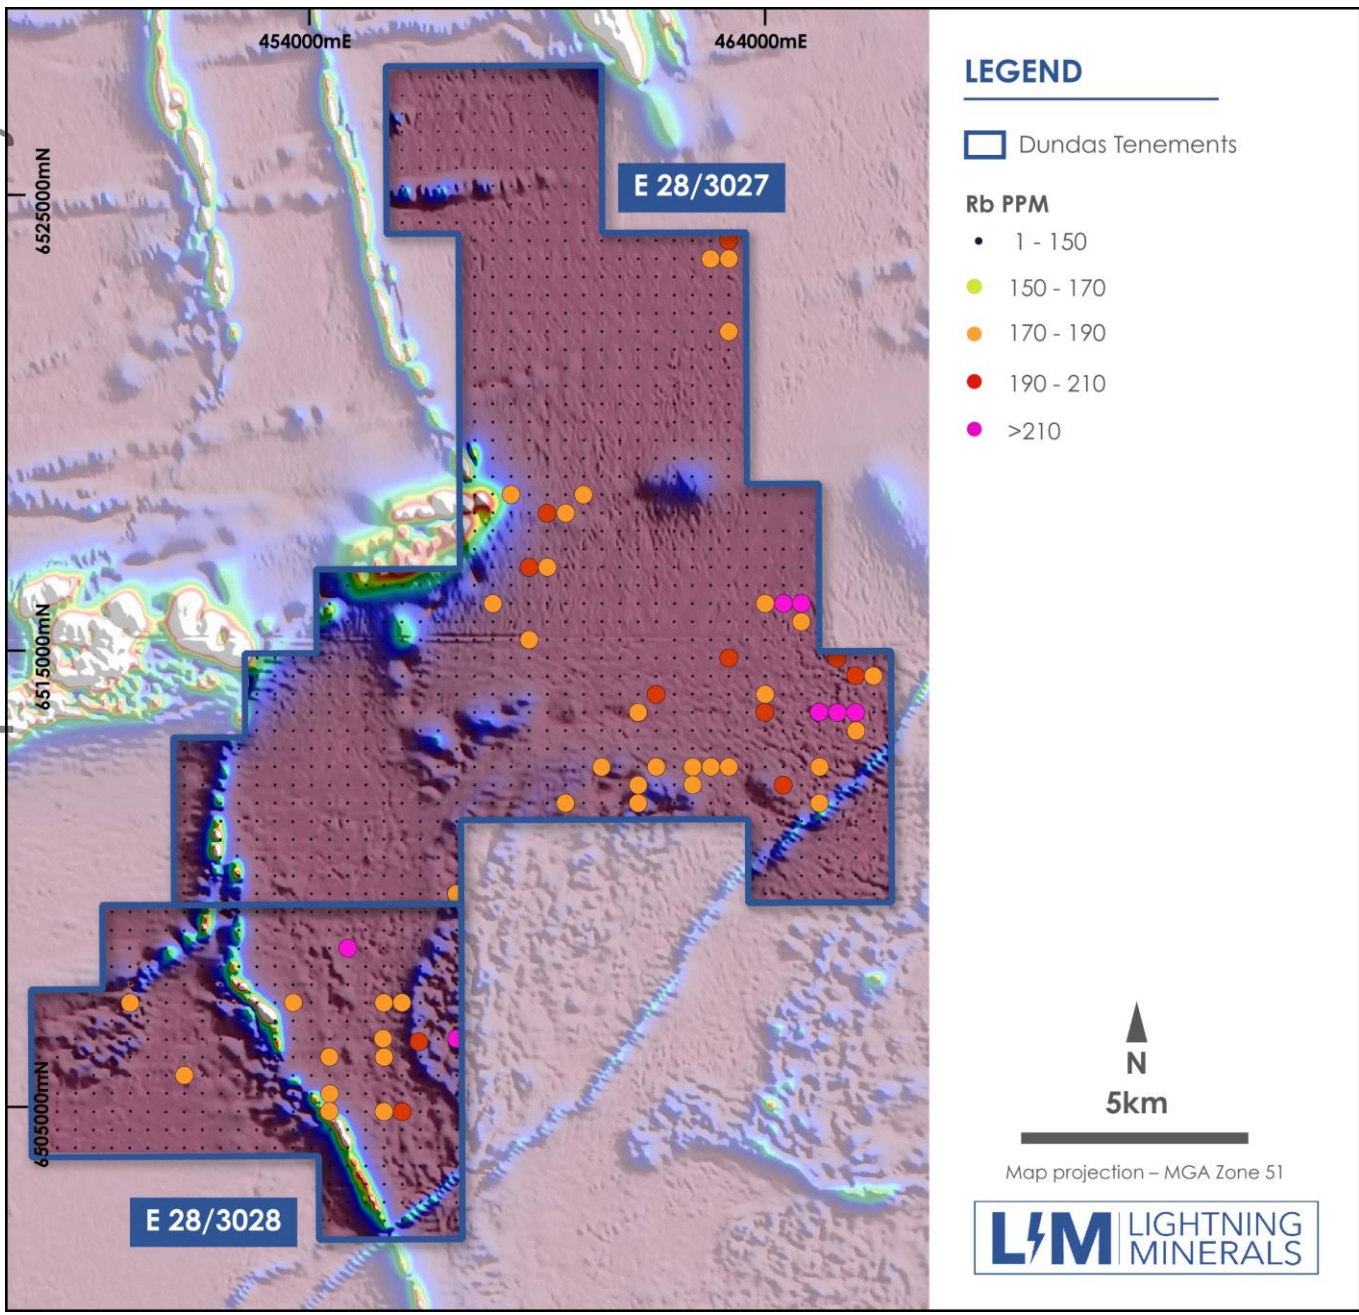 454000mE
464000mE
6525000mN
6515000mN
6505000mN
E 28/3027
E 28/3028
LEGEND
Dundas Tenements
Rb PPM
1 - 150
150 - 170
170 - 190
190 - 210
>210
N
5km
Map projection – MGA Zone 51
LM
LIGHTNING
MINERALS